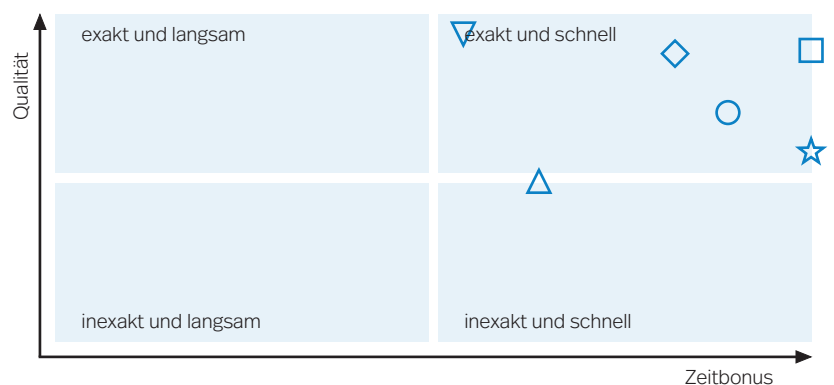 exakt und langsam
exakt und schnell
Qualität
inexakt und langsam
inexakt und schnell
Zeitbonus